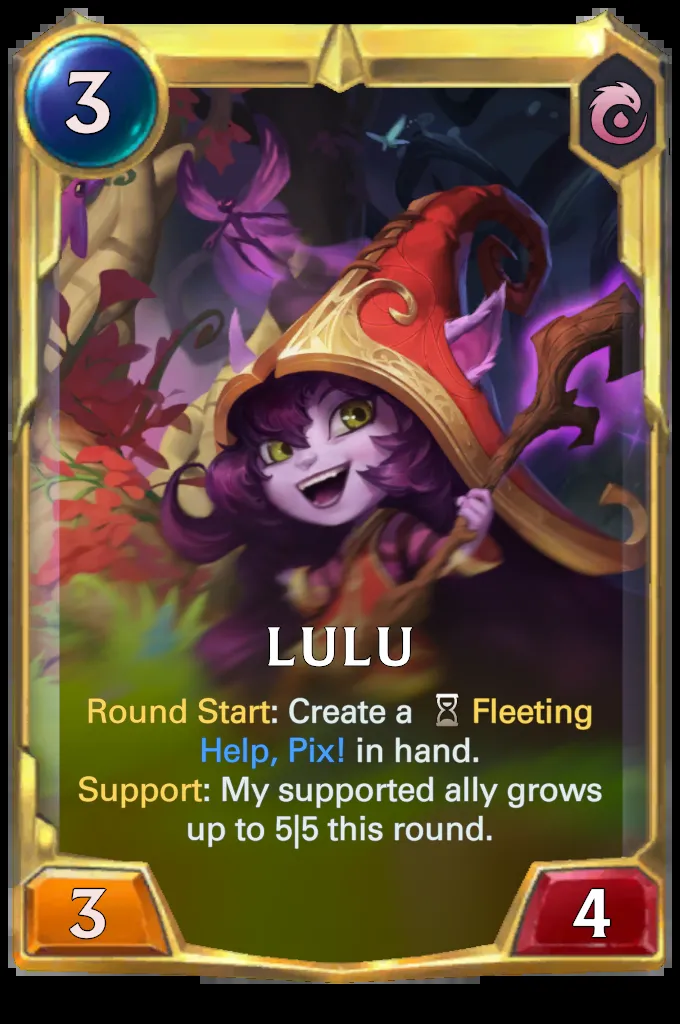 3
LULU
Round Start: Create a Fleeting
Help, Pix! in hand.
Support: My supported ally grows
up to 5|5 this round.
3
4